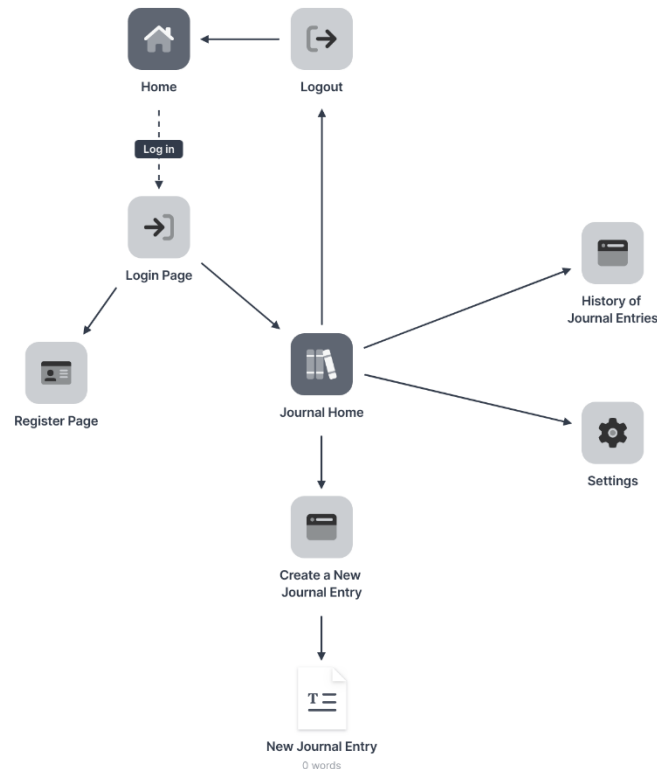 Home
Logout
Log in
Login Page
History of
Journal Entries
Register Page
Journal Home
Settings
Create a New
Journal Entry
T
New Journal Entry
0 words